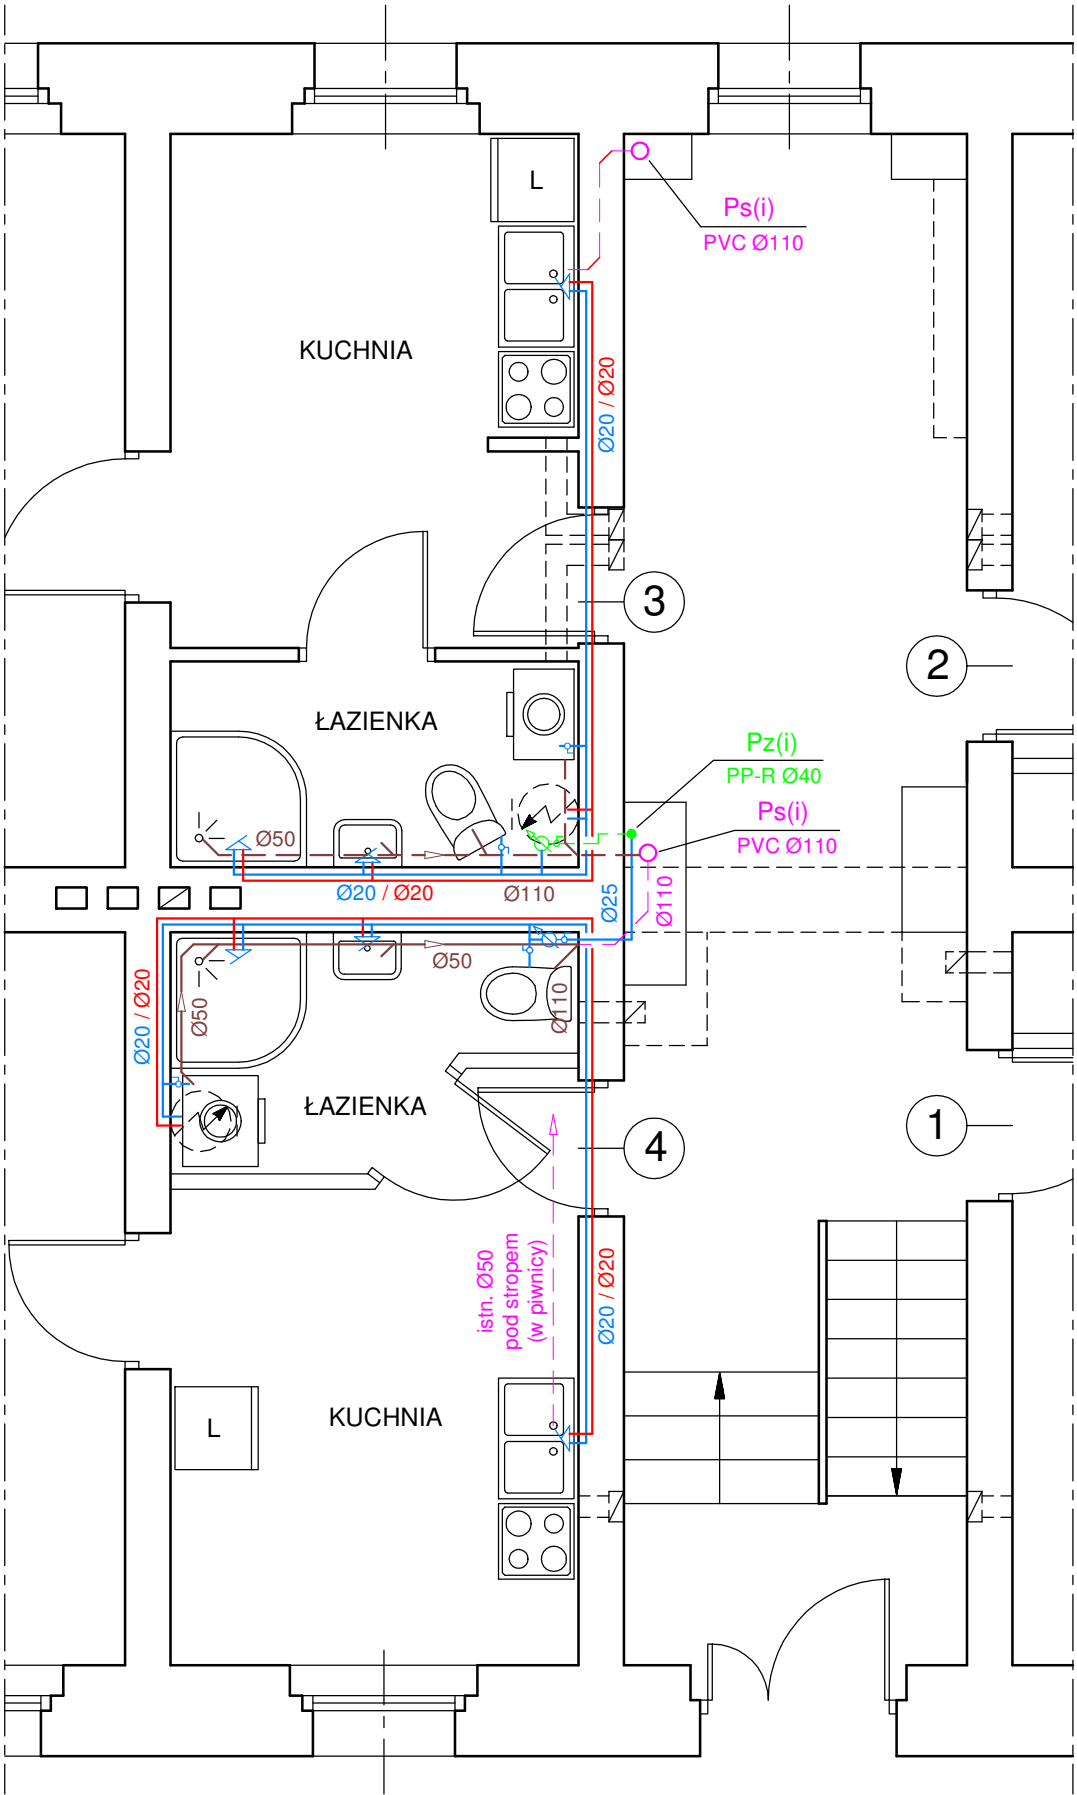 L
Ps(i)
PVC Ø110
KUCHNIA
Ø20 / Ø20
3
2
ŁAZIENKA
Pz(i)
PP-R Ø40
Ps(i)
PVC Ø110
Ø50
Ø20 / Ø20
Ø110
Ø25
Ø110
Ø50
Ø20 / Ø20
Ø50
Ø110
ŁAZIENKA
4
1
istn. Ø50
pod stropem
(w piwnicy)
Ø20 / Ø20
KUCHNIA
L